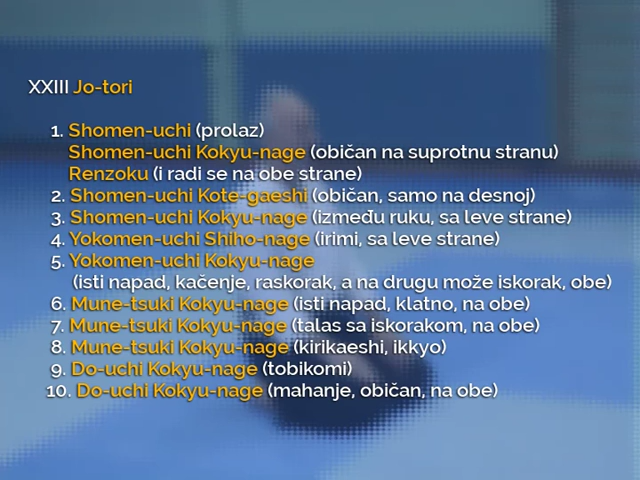 XXIII Jo-tori
1. Shomen-uchi (prolaz)
Shomen-uchi Kokyu-nage (običan na suprotnu stranu)
Renzoku (i radi se na obe strane)
2. Shomen-uchi Kote-gaeshi (običan, samo na desnoj)
3. Shomen-uchi Kokyu-nage (između ruku, sa leve strane)
4. Yokomen-uchi Shiho-nage (irimi, sa leve strane)
5. Yokomen-uchi Kokyu-nage
(isti napad, kačenje, raskorak, a na drugu može iskorak, obe)
6. Mune-tsuki Kokyu-nage (isti napad, klatno, na obe)
7. Mune-tsuki Kokyu-nage (talas sa iskorakom, na obe)
8. Mune-tsuki Kokyu-nage (kirikaeshi, ikkyo)
9. Do-uchi Kokyu-nage (tobikomi)
10. Do-uchi Kokyu-nage (mahanje, običan, na obe)